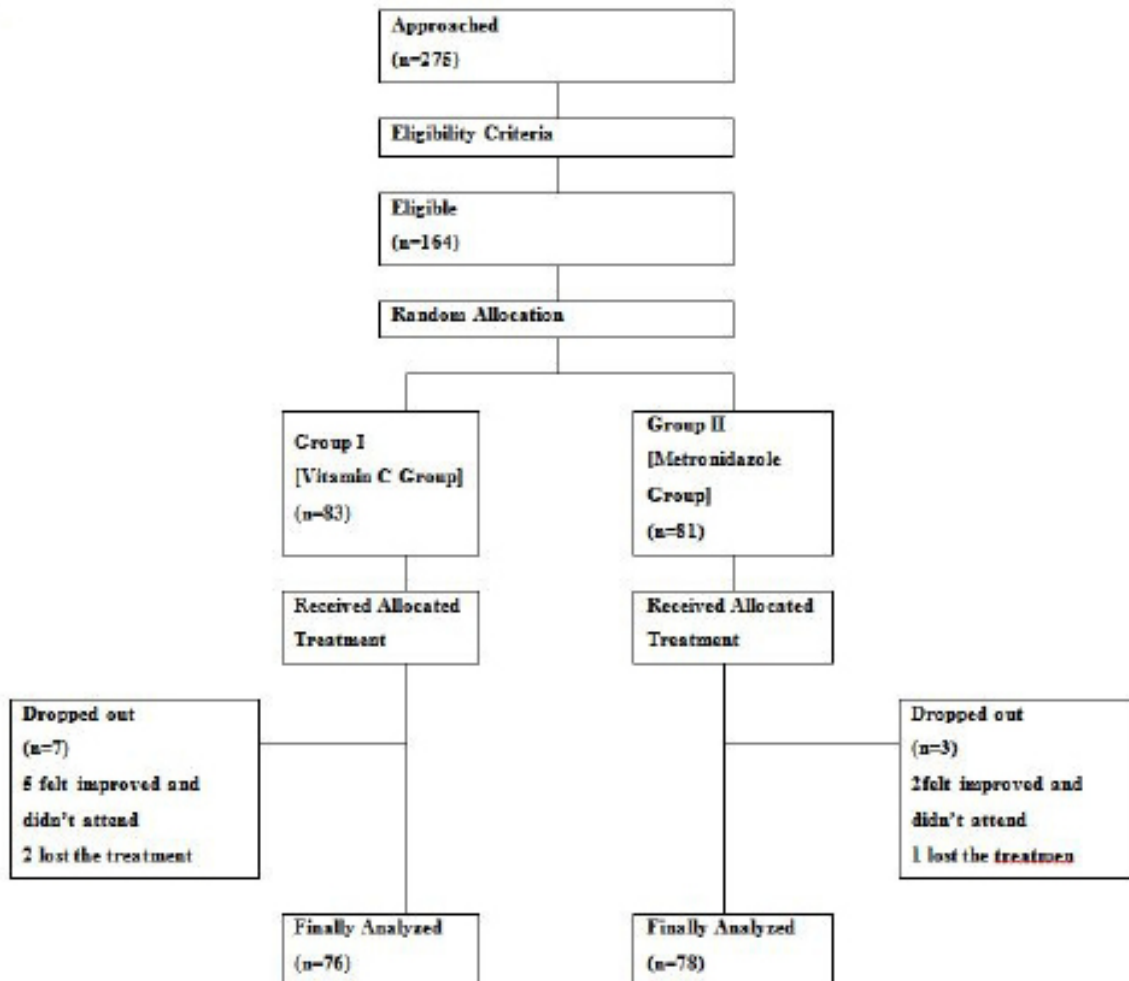 Approached
(n=275)
Eligibility Criteria
Eligible
(n=164)
Random Allocation
Group I
[Vitamin C Group]
(n=83)
Group II
[Metronidazole
Group]
(n=81)
Received Allocated
Treatment
Received Allocated
Treatment
Dropped out
(n=7)
5 felt improved and
didn't attend
2 lost the treatment
Dropped out
(n=3)
2felt improved and
didn't attend
1 lost the treatmen
Finally Analyzed
(n=76)
Finally Analyzed
(n=78)